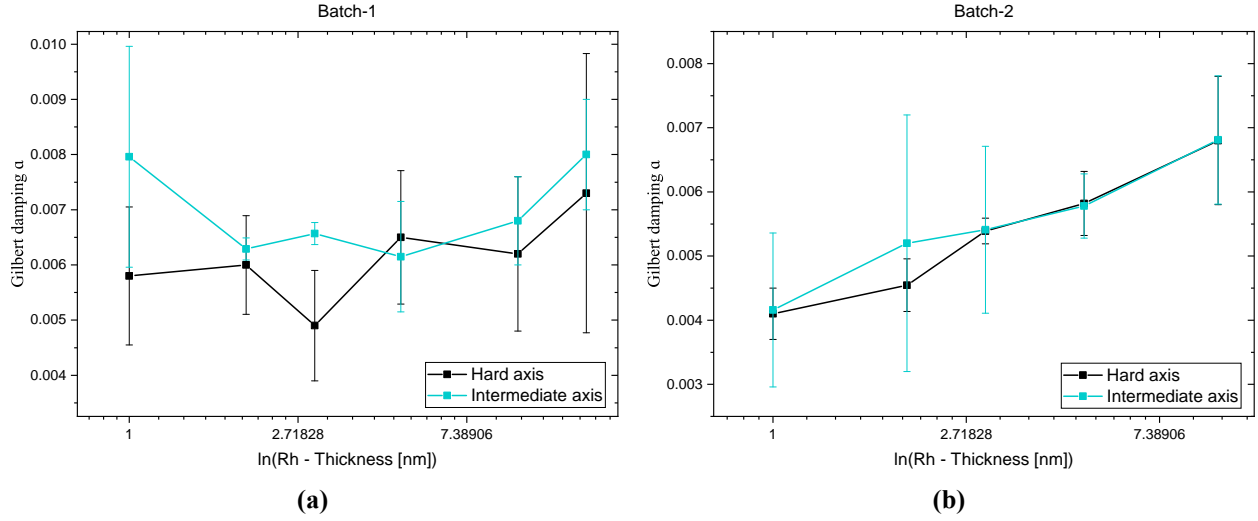 Batch-1
Gilbert damping α
0.010
0.009
0.008
0.007
0.006
0.005
0.004
Hard axis
Intermediate axis
1
2.71828
7.38906
ln(Rh - Thickness [nm])
(a)
Batch-2
Gilbert damping α
0.008
0.007
0.006
0.005
0.004
0.003
Hard axis
Intermediate axis
1
2.71828
7.38906
ln(Rh - Thickness [nm])
(b)